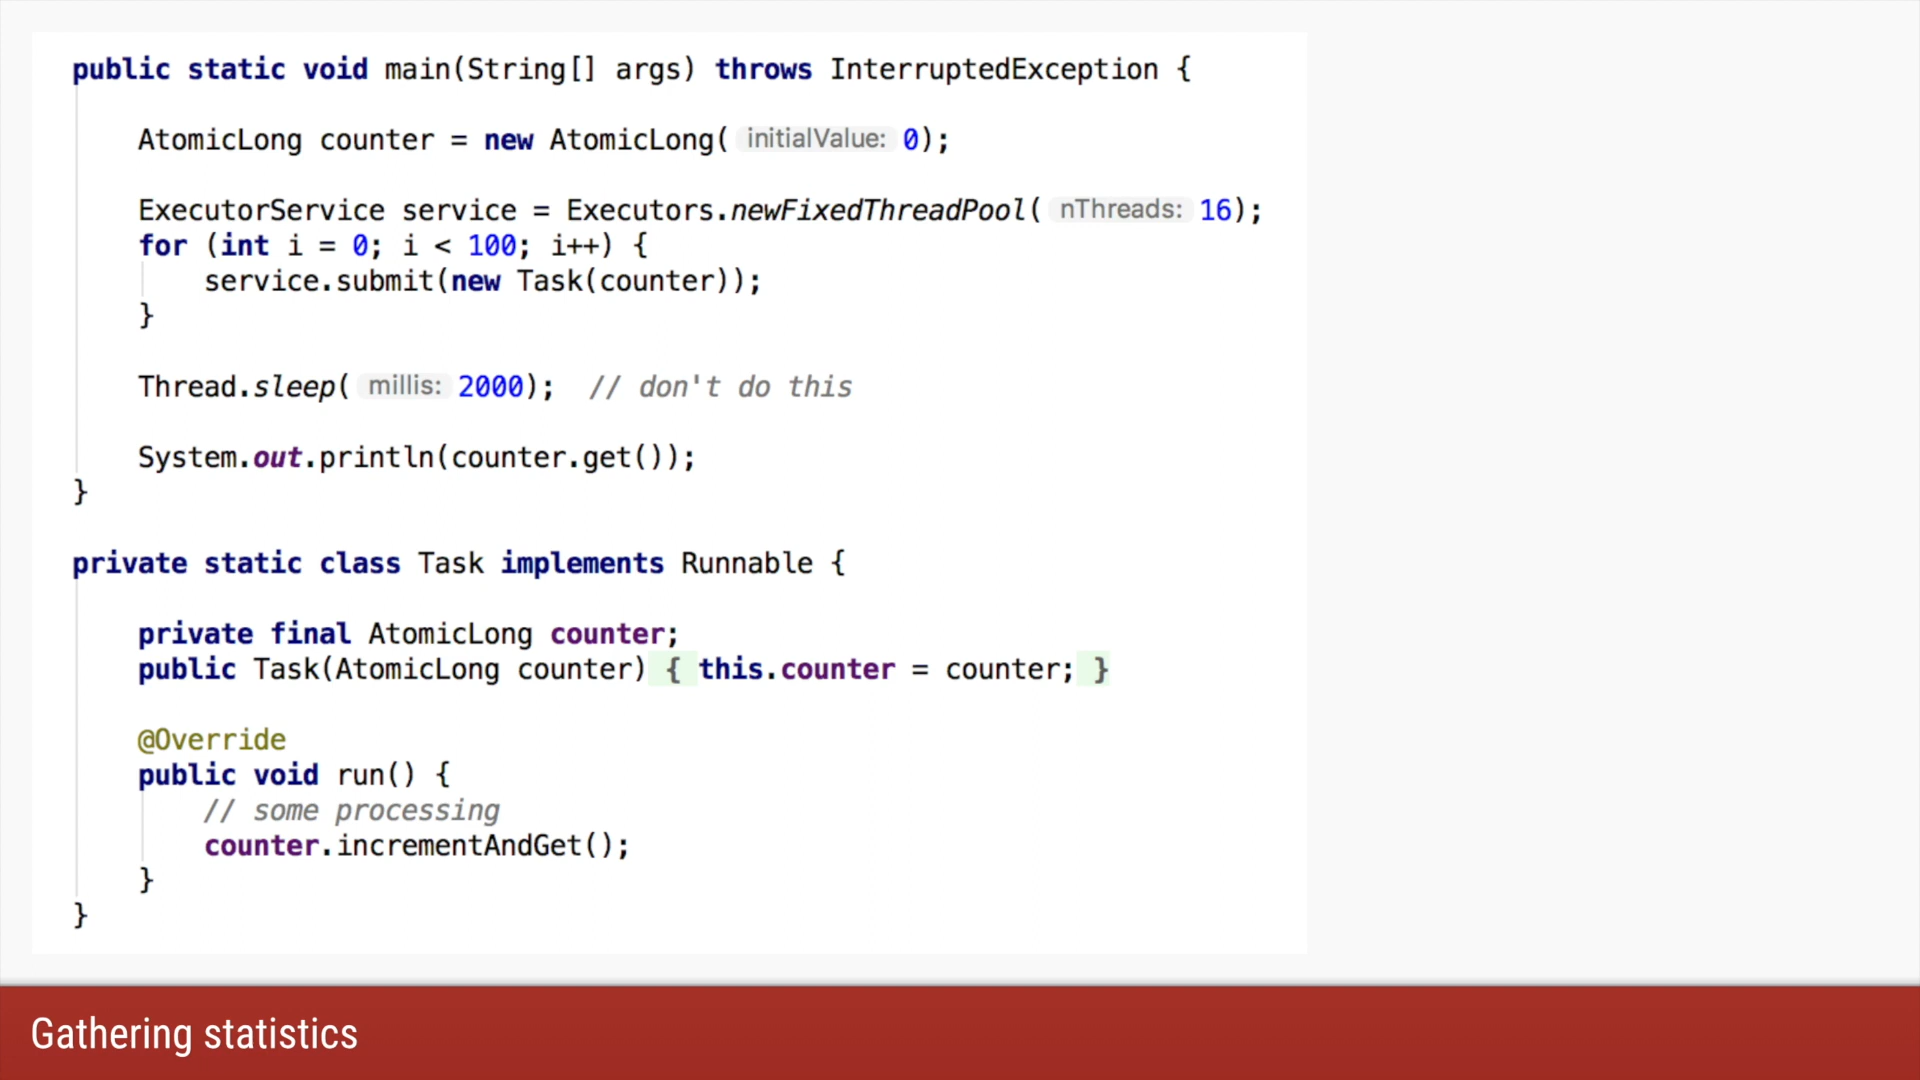 public static void main(String[] args) throws InterruptedException {
AtomicLong counter = new AtomicLong( initialValue: 0);
ExecutorService service = Executors.newFixedThreadPool( nThreads: 16);
for (int i = 0; i < 100; i++) {
service.submit(new Task(counter));
}
Thread.sleep( millis: 2000);  // don't do this
System.out.println(counter.get());
}
private static class Task implements Runnable {
private final AtomicLong counter;
public Task(AtomicLong counter) { this.counter = counter; }
@Override
public void run() {
// some processing
counter.incrementAndGet();
}
}
Gathering statistics